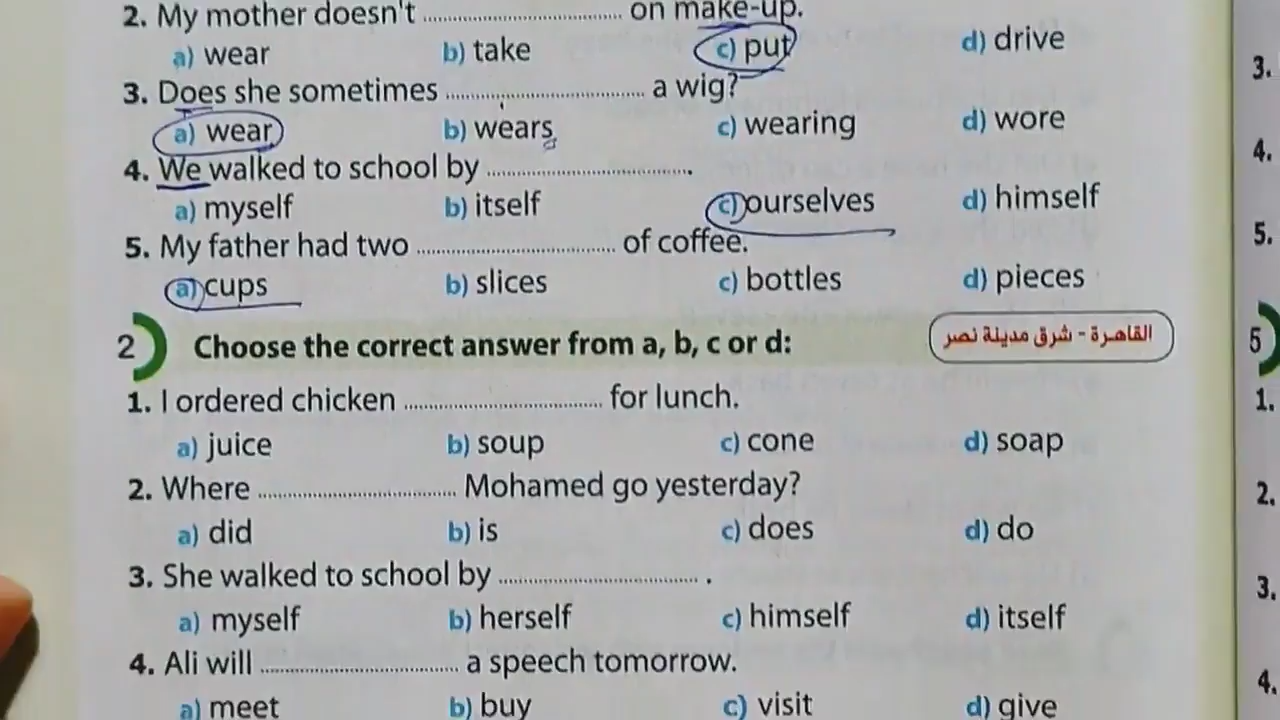 2. My mother doesn't .......................................... on make-up.
a) wear b) take c) put d) drive
3. Does she sometimes .......................................... a wig?
a) wear b) wears c) wearing d) wore
4. We walked to school by .......................................... .
a) myself b) itself c) ourselves d) himself
5. My father had two .......................................... of coffee.
a) cups b) slices c) bottles d) pieces
2 Choose the correct answer from a, b, c or d: القاهرة - شرق مدينة نصر
1. I ordered chicken .......................................... for lunch.
a) juice b) soup c) cone d) soap
2. Where .......................................... Mohamed go yesterday?
a) did b) is c) does d) do
3. She walked to school by .......................................... .
a) myself b) herself c) himself d) itself
4. Ali will .......................................... a speech tomorrow.
a) meet b) buy c) visit d) give
3.
4.
5.
5
1.
2.
3.
4.